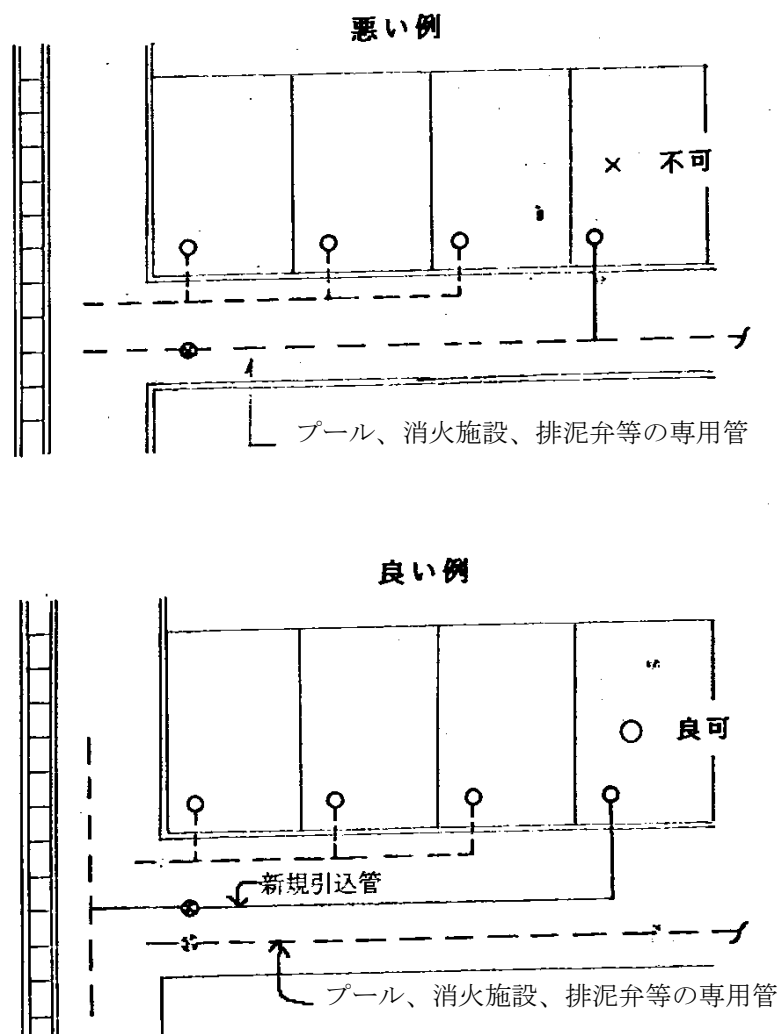 悪い例
× 不可
プール、消火施設、排泥弁等の専用管
良い例
○ 良可
新規引込管
プール、消火施設、排泥弁等の専用管